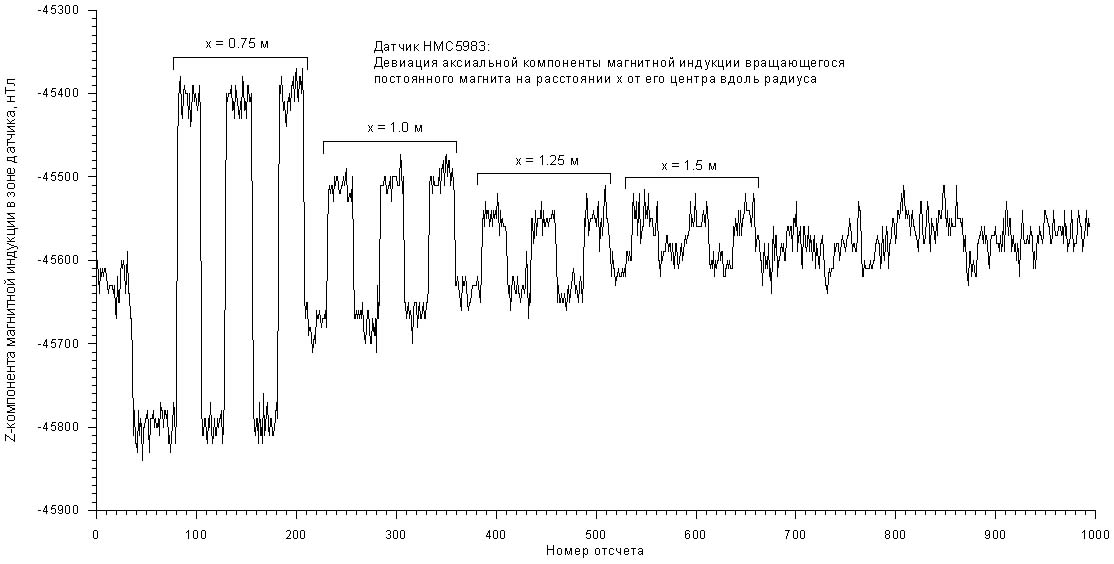 -45300
-45400
-45500
-45600
-45700
-45800
-45900
Z-компонента магнитной индукции в зоне датчика, нТл
x = 0.75 м
Датчик HMC5983:
Девиация аксиальной компоненты магнитной индукции вращающегося
постоянного магнита на расстоянии x от его центра вдоль радиуса
x = 1.0 м
x = 1.25 м
x = 1.5 м
0 100 200 300 400 500 600 700 800 900 1000
Номер отсчета